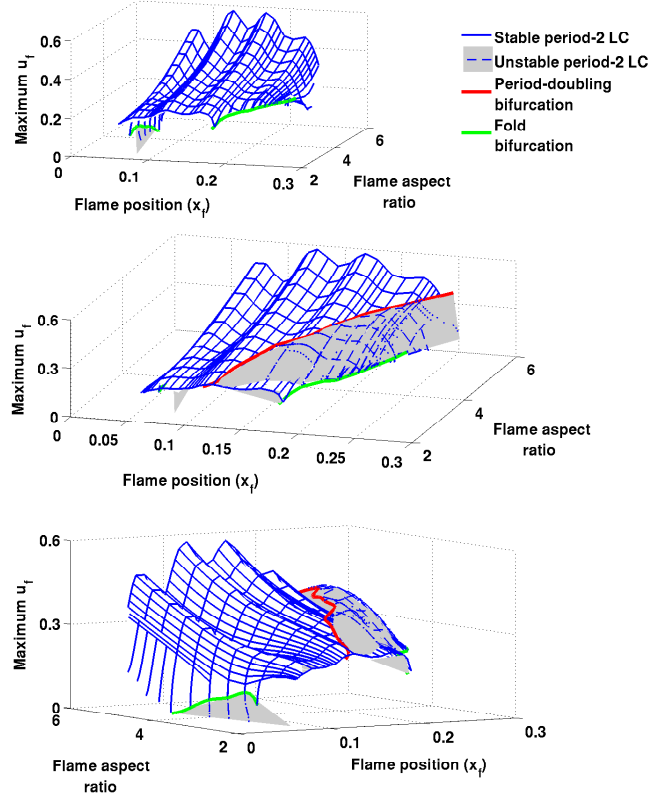 Stable period-2 LC
Unstable period-2 LC
Period-doubling
bifurcation
Fold
bifurcation
Maximum u_f
0.6
0.4
0.2
0
0
0.1
0.2
0.3
2
4
6
Flame position (x_f)
Flame aspect
ratio
Maximum u_f
0.6
0.3
0
0
0.05
0.1
0.15
0.2
0.25
0.3
2
4
6
Flame position (x_f)
Flame aspect
ratio
Maximum u_f
0.6
0.3
0
6
4
2
0
0.1
0.2
0.3
Flame aspect
ratio
Flame position (x_f)